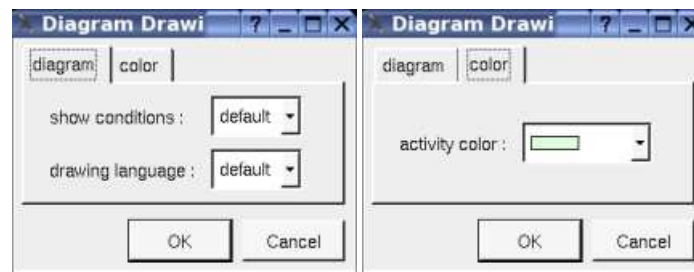 Diagram Drawi
diagram
color
show conditions :
default
drawing language :
default
OK
Cancel
Diagram Drawi
diagram
color
activity color :
OK
Cancel